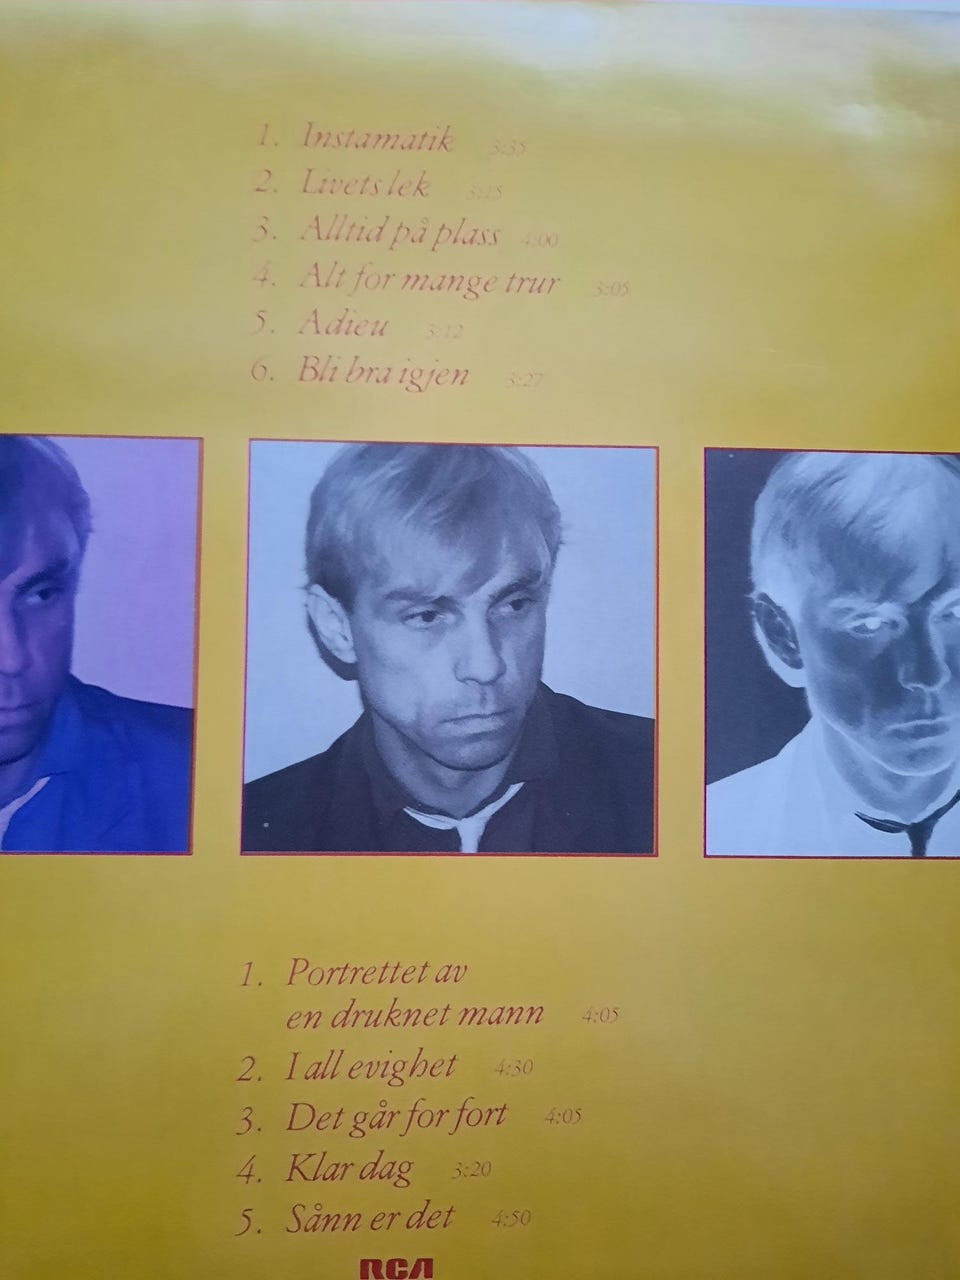 1. Instamatik 3:35
2. Livets lek 3:15
3. Alltid på plass 4:00
4. Alt for mange trur 3:05
5. Adieu 3:12
6. Bli bra igjen 3:27
1. Portrettet av
en druknet mann 4:05
2. I all evighet 4:30
3. Det går for fort 4:05
4. Klar dag 3:20
5. Sånn er det 4:50
RCA